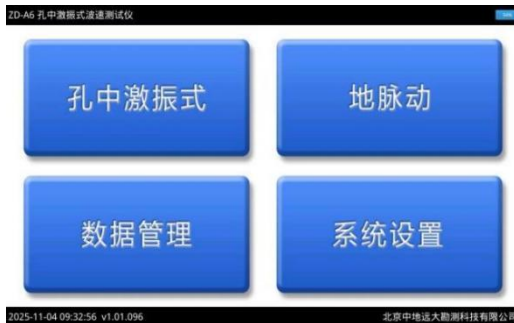 ZD-A6 孔中激振式波速测试仪
孔中激振式
地脉动
数据管理
系统设置
2025-11-04 09:32:56 v1.01.096
北京中地远大勘测科技有限公司